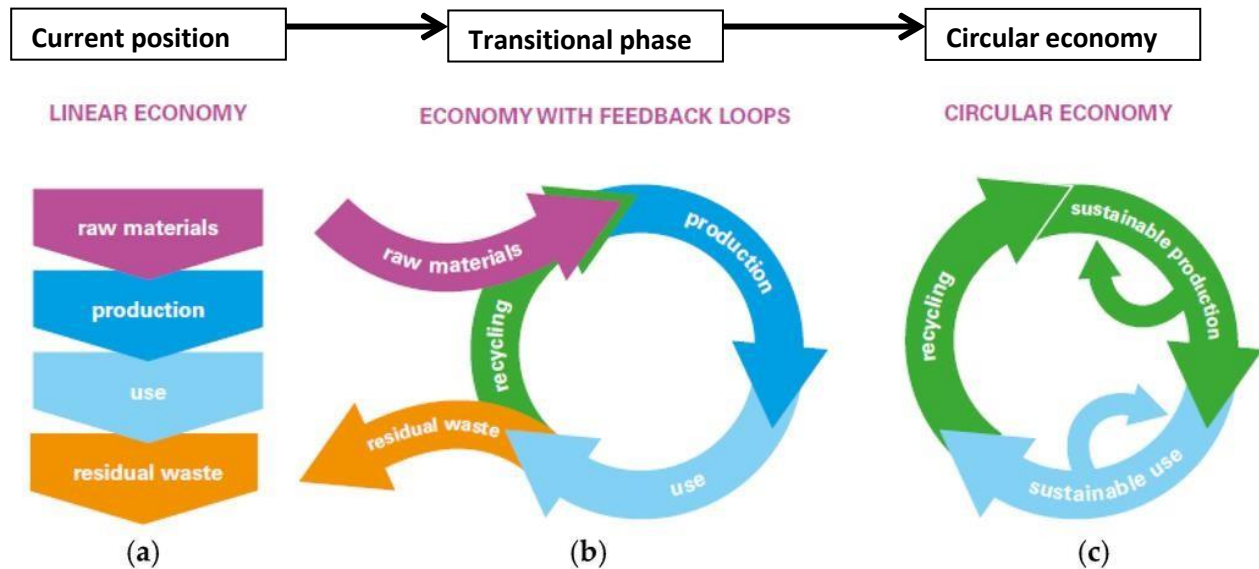 Current position
Transitional phase
Circular economy
LINEAR ECONOMY
ECONOMY WITH FEEDBACK LOOPS
CIRCULAR ECONOMY
raw materials
production
use
residual waste
raw materials
production
recycling
residual waste
use
recycling
sustainable production
sustainable use
(a)
(b)
(c)